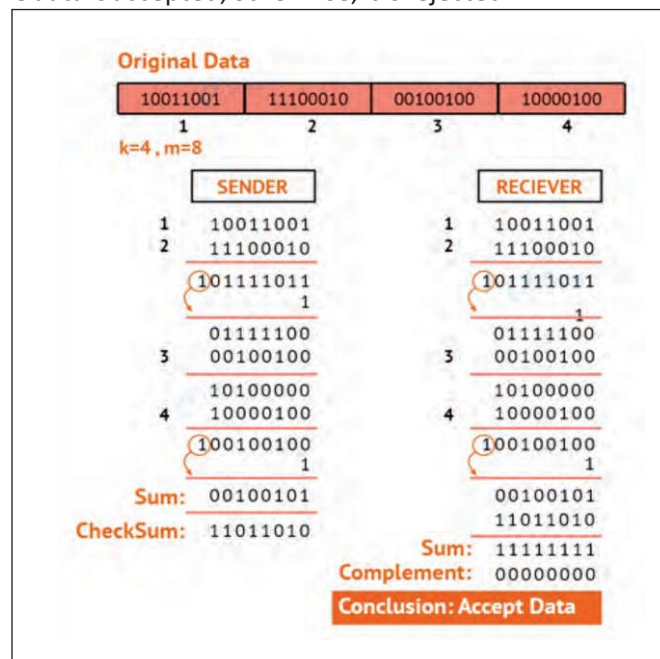 Original Data
10011001 11100010 00100100 10000100
1 2 3 4
k=4 , m=8
SENDER
1 10011001
2 11100010
101111011
1
01111100
3 00100100
10100000
4 10000100
100100100
1
Sum: 00100101
CheckSum: 11011010
RECIEVER
1 10011001
2 11100010
101111011
1
01111100
3 00100100
10100000
4 10000100
100100100
1
00100101
11011010
Sum: 11111111
Complement: 00000000
Conclusion: Accept Data